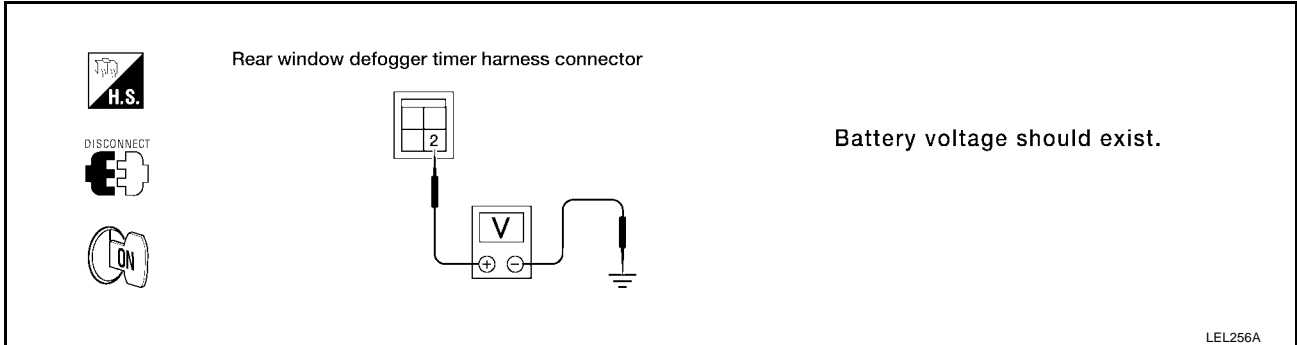 Rear window defogger timer harness connector
H.S.
DISCONNECT
2
Battery voltage should exist.
V
ON
+ −
LEL256A